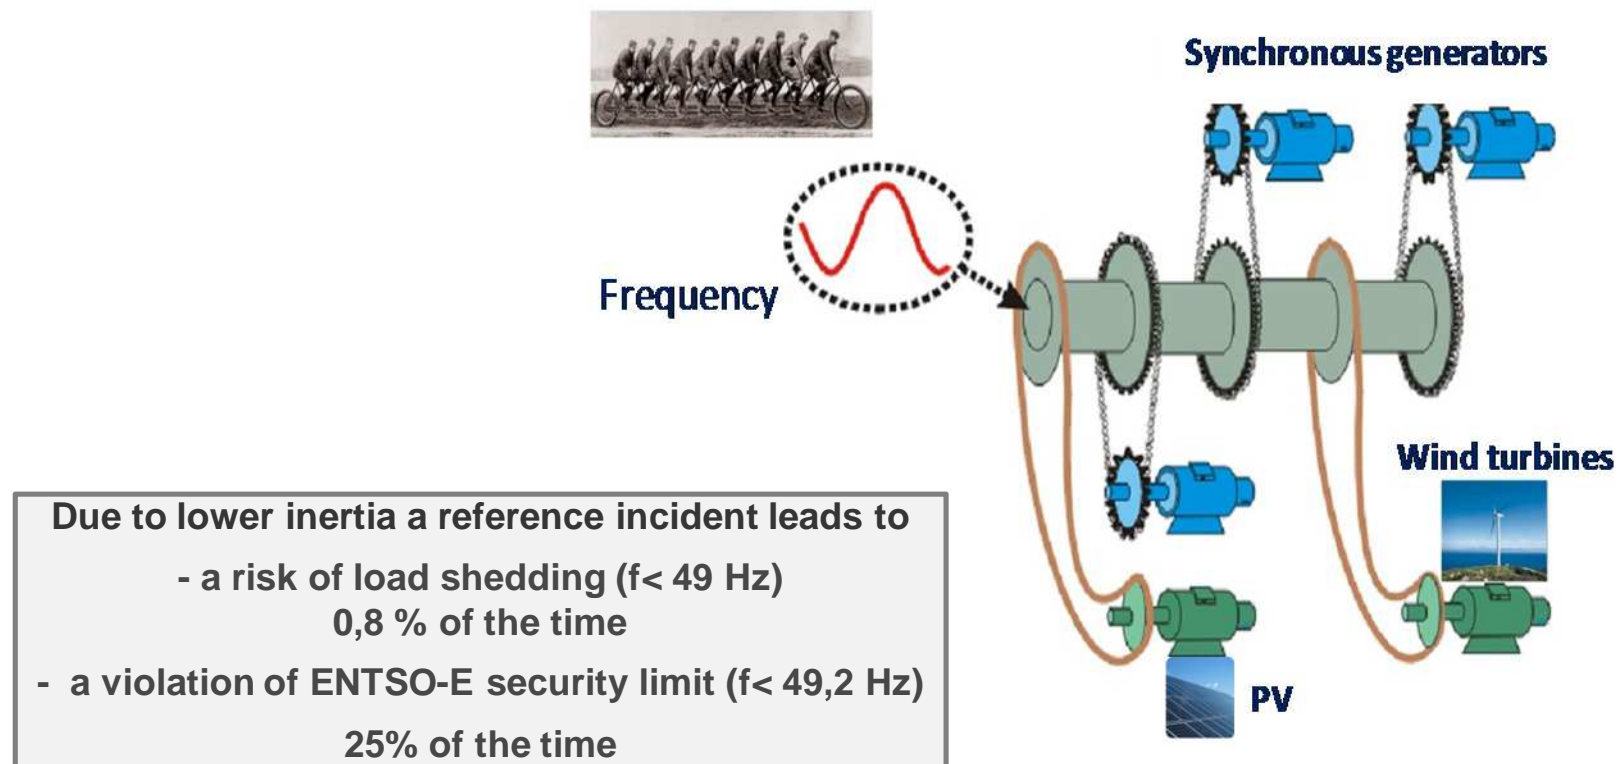 Synchronous generators
Frequency
Wind turbines
Due to lower inertia a reference incident leads to
- a risk of load shedding (f< 49 Hz)
0,8 % of the time
- a violation of ENTSO-E security limit (f< 49,2 Hz)
25% of the time
PV